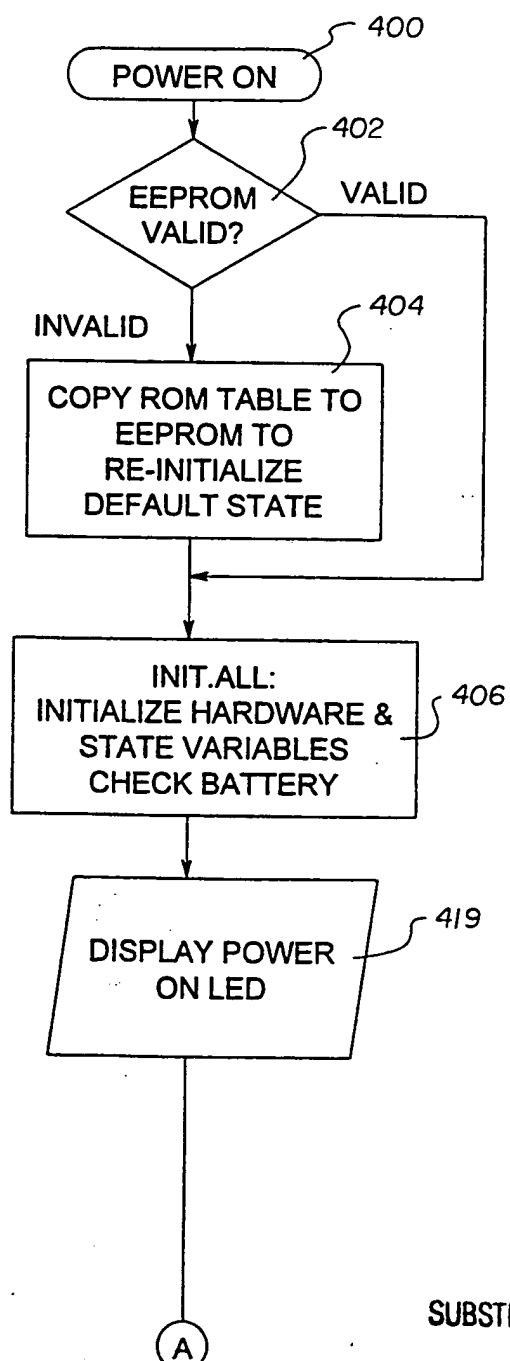 400
POWER ON
402
EEPROM
VALID?
VALID
INVALID
404
COPY ROM TABLE TO
EEPROM TO
RE-INITIALIZE
DEFAULT STATE
INIT.ALL:
INITIALIZE HARDWARE &
STATE VARIABLES
CHECK BATTERY
406
419
DISPLAY POWER
ON LED
A